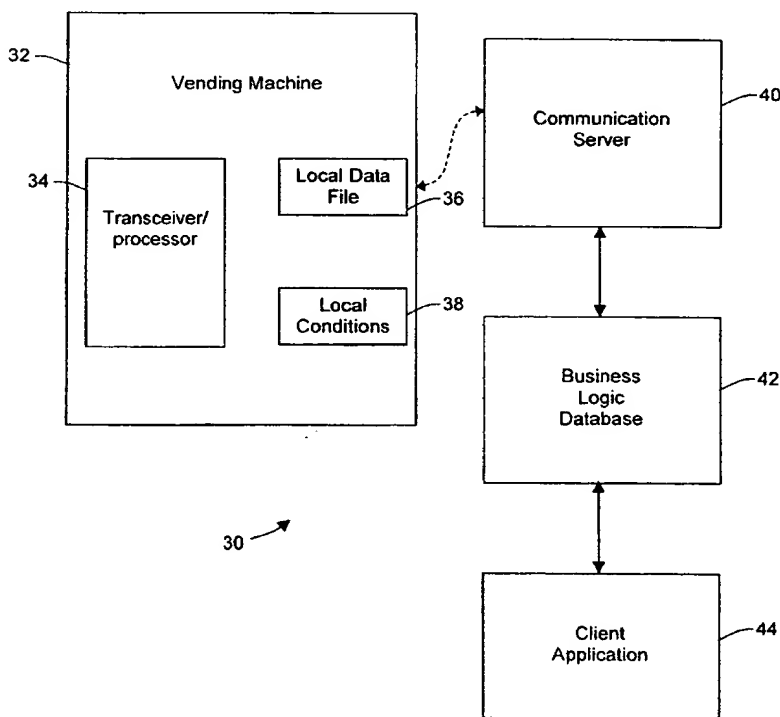 32
Vending Machine
34
Transceiver/
processor
Local Data
File
36
Local
Conditions
38
30
Communication
Server
40
Business
Logic
Database
42
Client
Application
44